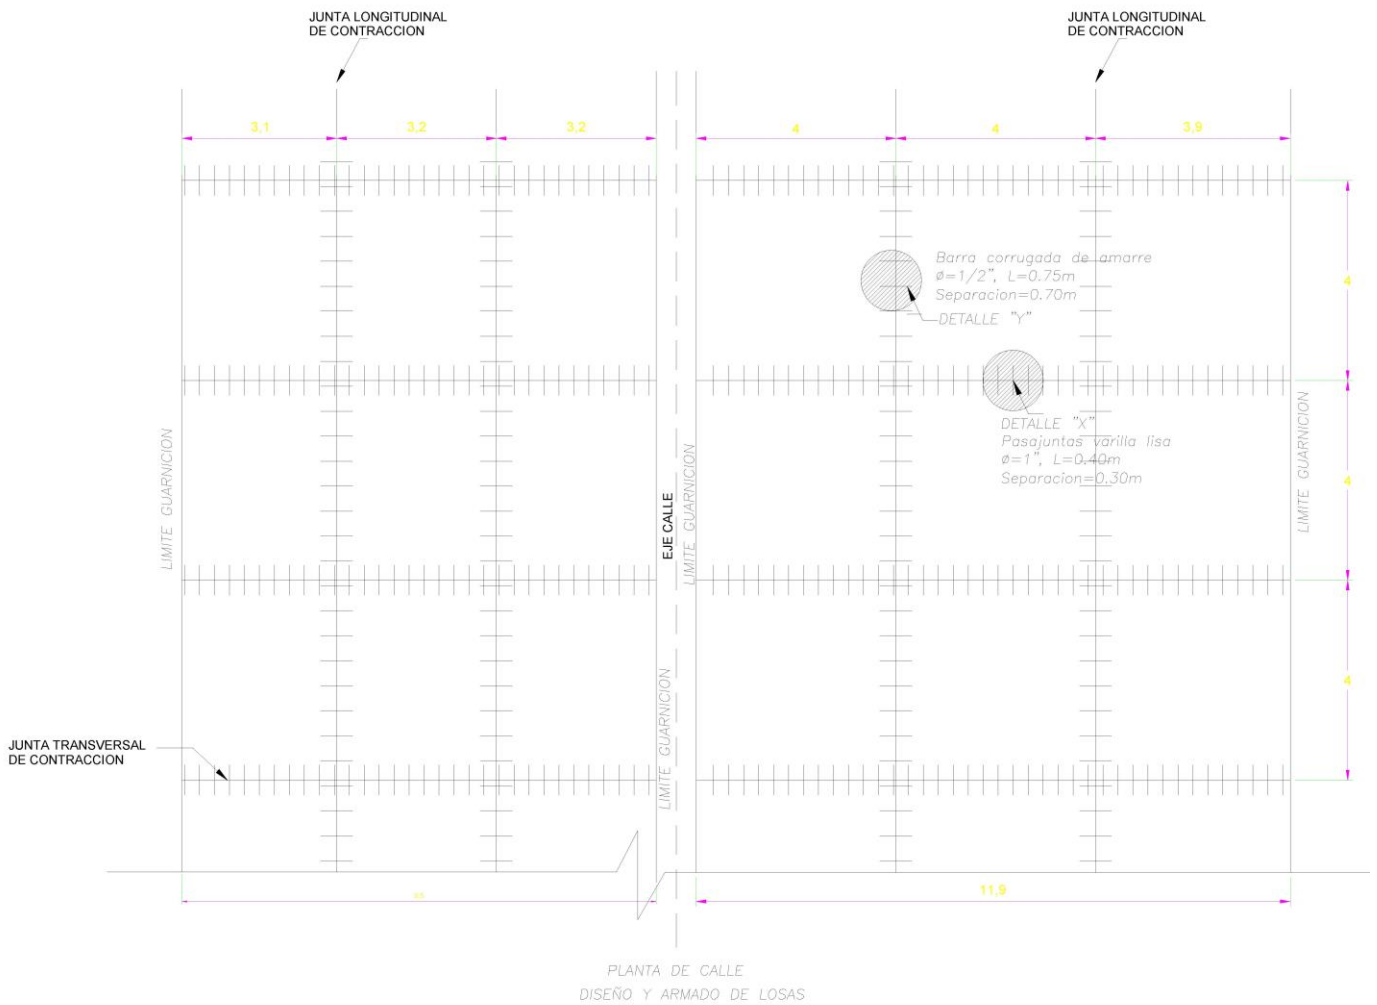 JUNTA LONGITUDINAL
DE CONTRACCION
JUNTA LONGITUDINAL
DE CONTRACCION
3,1
3,2
3,2
4
4
3,9
Barra corrugada de amarre
ø=1/2", L=0.75m
Separacion=0.70m
DETALLE "Y"
4
DETALLE "X"
Pasajuntas varilla lisa
ø=1", L=0.40m
Separacion=0.30m
4
LIMITE GUARNICION
EJE CALLE
LIMITE GUARNICION
LIMITE GUARNICION
4
LIMITE GUARNICION
JUNTA TRANSVERSAL
DE CONTRACCION
11,9
PLANTA DE CALLE
DISEÑO Y ARMADO DE LOSAS